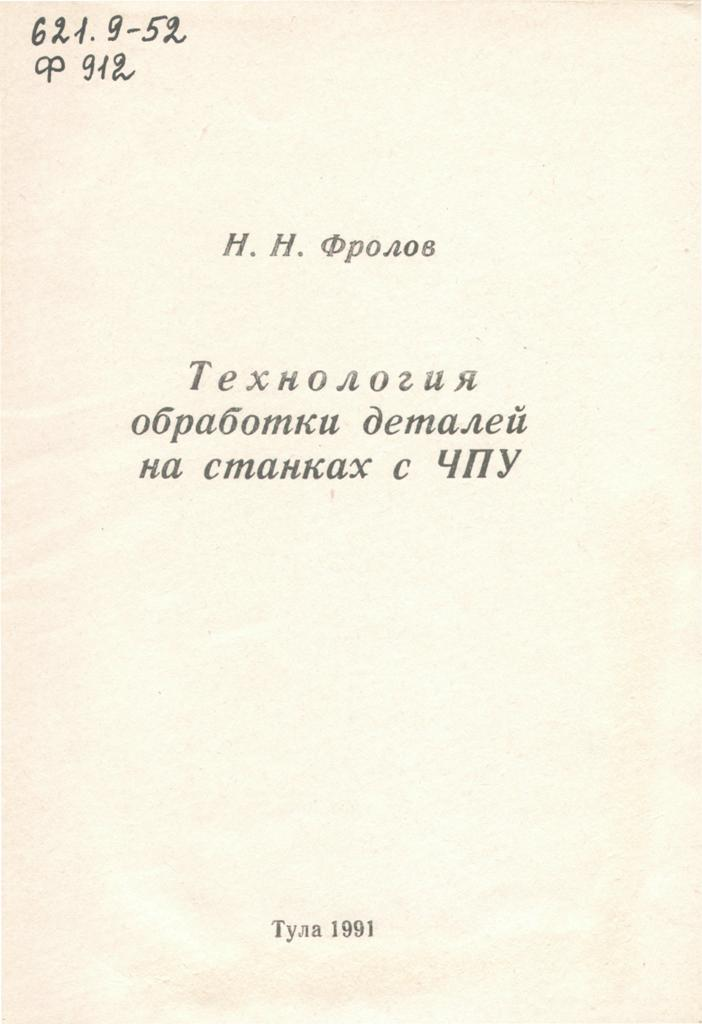 621.9-52
Ф 912
Н. Н. Фролов
Технология
обработки деталей
на станках с ЧПУ
Тула 1991